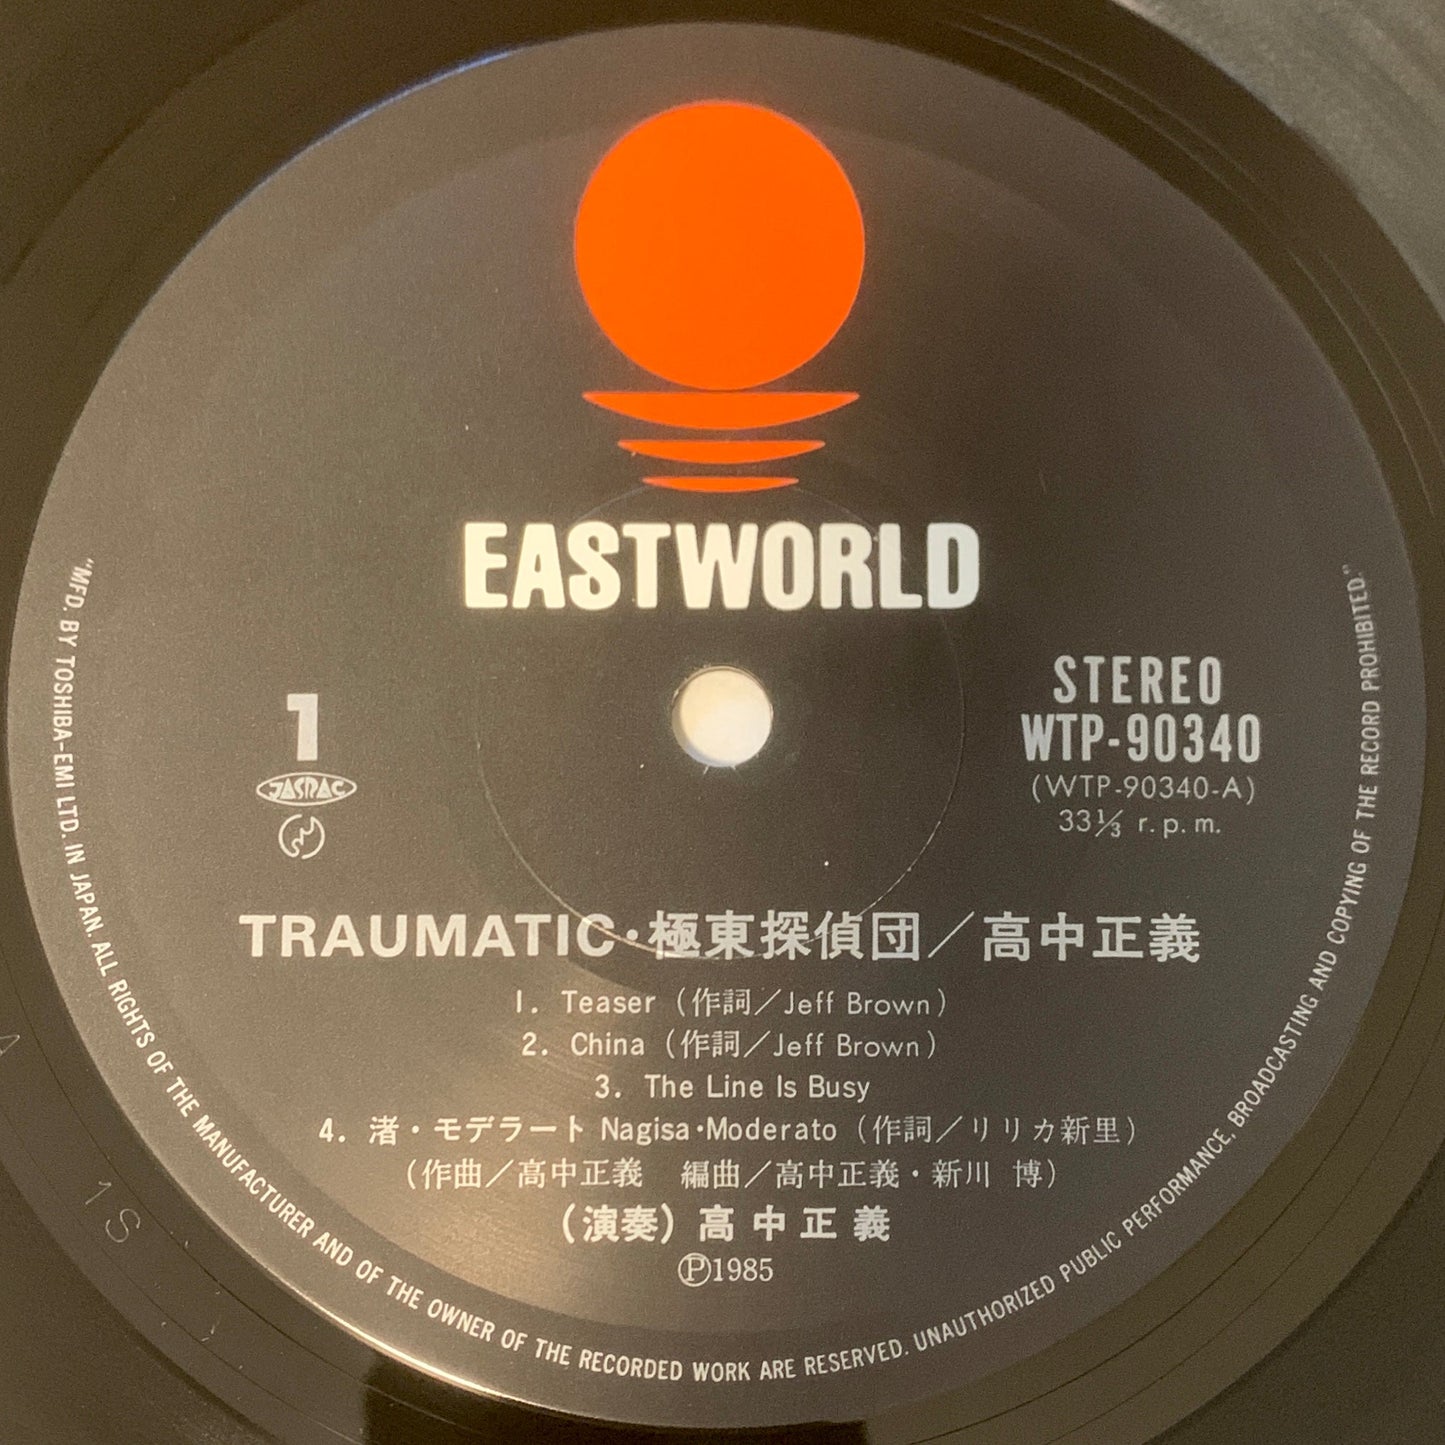 EASTWORLD
1
JASRAC
STEREO
WTP-90340
(WTP-90340-A)
33⅓ r.p.m.
TRAUMATIC・極東探偵団／高中正義
1. Teaser (作詞／Jeff Brown)
2. China (作詞／Jeff Brown)
3. The Line Is Busy
4. 渚・モデラート Nagisa・Moderato (作詞／リリカ新里)
(作曲／高中正義　編曲／高中正義・新川　博)
(演奏) 高中正義
Ⓟ1985
"MFD. BY TOSHIBA-EMI LTD. IN JAPAN. ALL RIGHTS OF THE MANUFACTURER AND OF THE OWNER OF THE RECORDED WORK ARE RESERVED. UNAUTHORIZED PUBLIC PERFORMANCE, BROADCASTING AND COPYING OF THE RECORD PROHIBITED."
1S